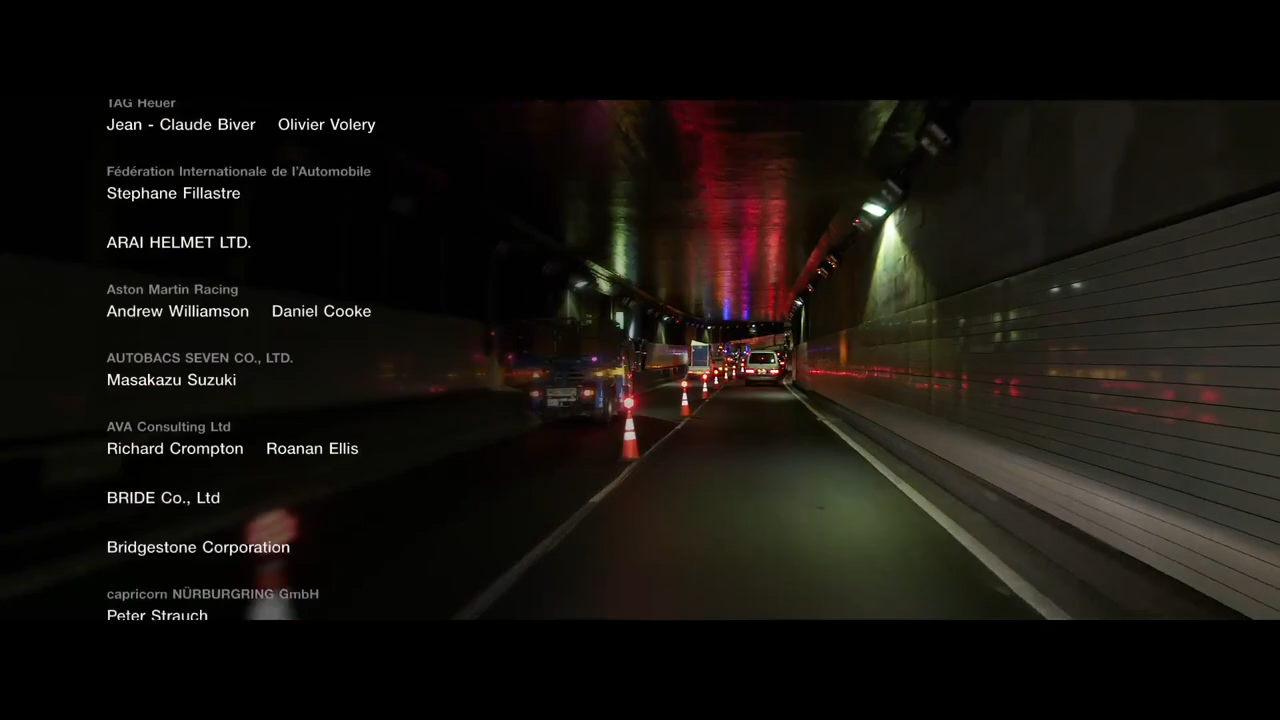 TAG Heuer
Jean - Claude Biver Olivier Volery
Fédération Internationale de l'Automobile
Stephane Fillastre
ARAI HELMET LTD.
Aston Martin Racing
Andrew Williamson Daniel Cooke
AUTOBACS SEVEN CO., LTD.
Masakazu Suzuki
AVA Consulting Ltd
Richard Crompton Roanan Ellis
BRIDE Co., Ltd
Bridgestone Corporation
capricorn NÜRBURGRING GmbH
Peter Strauch